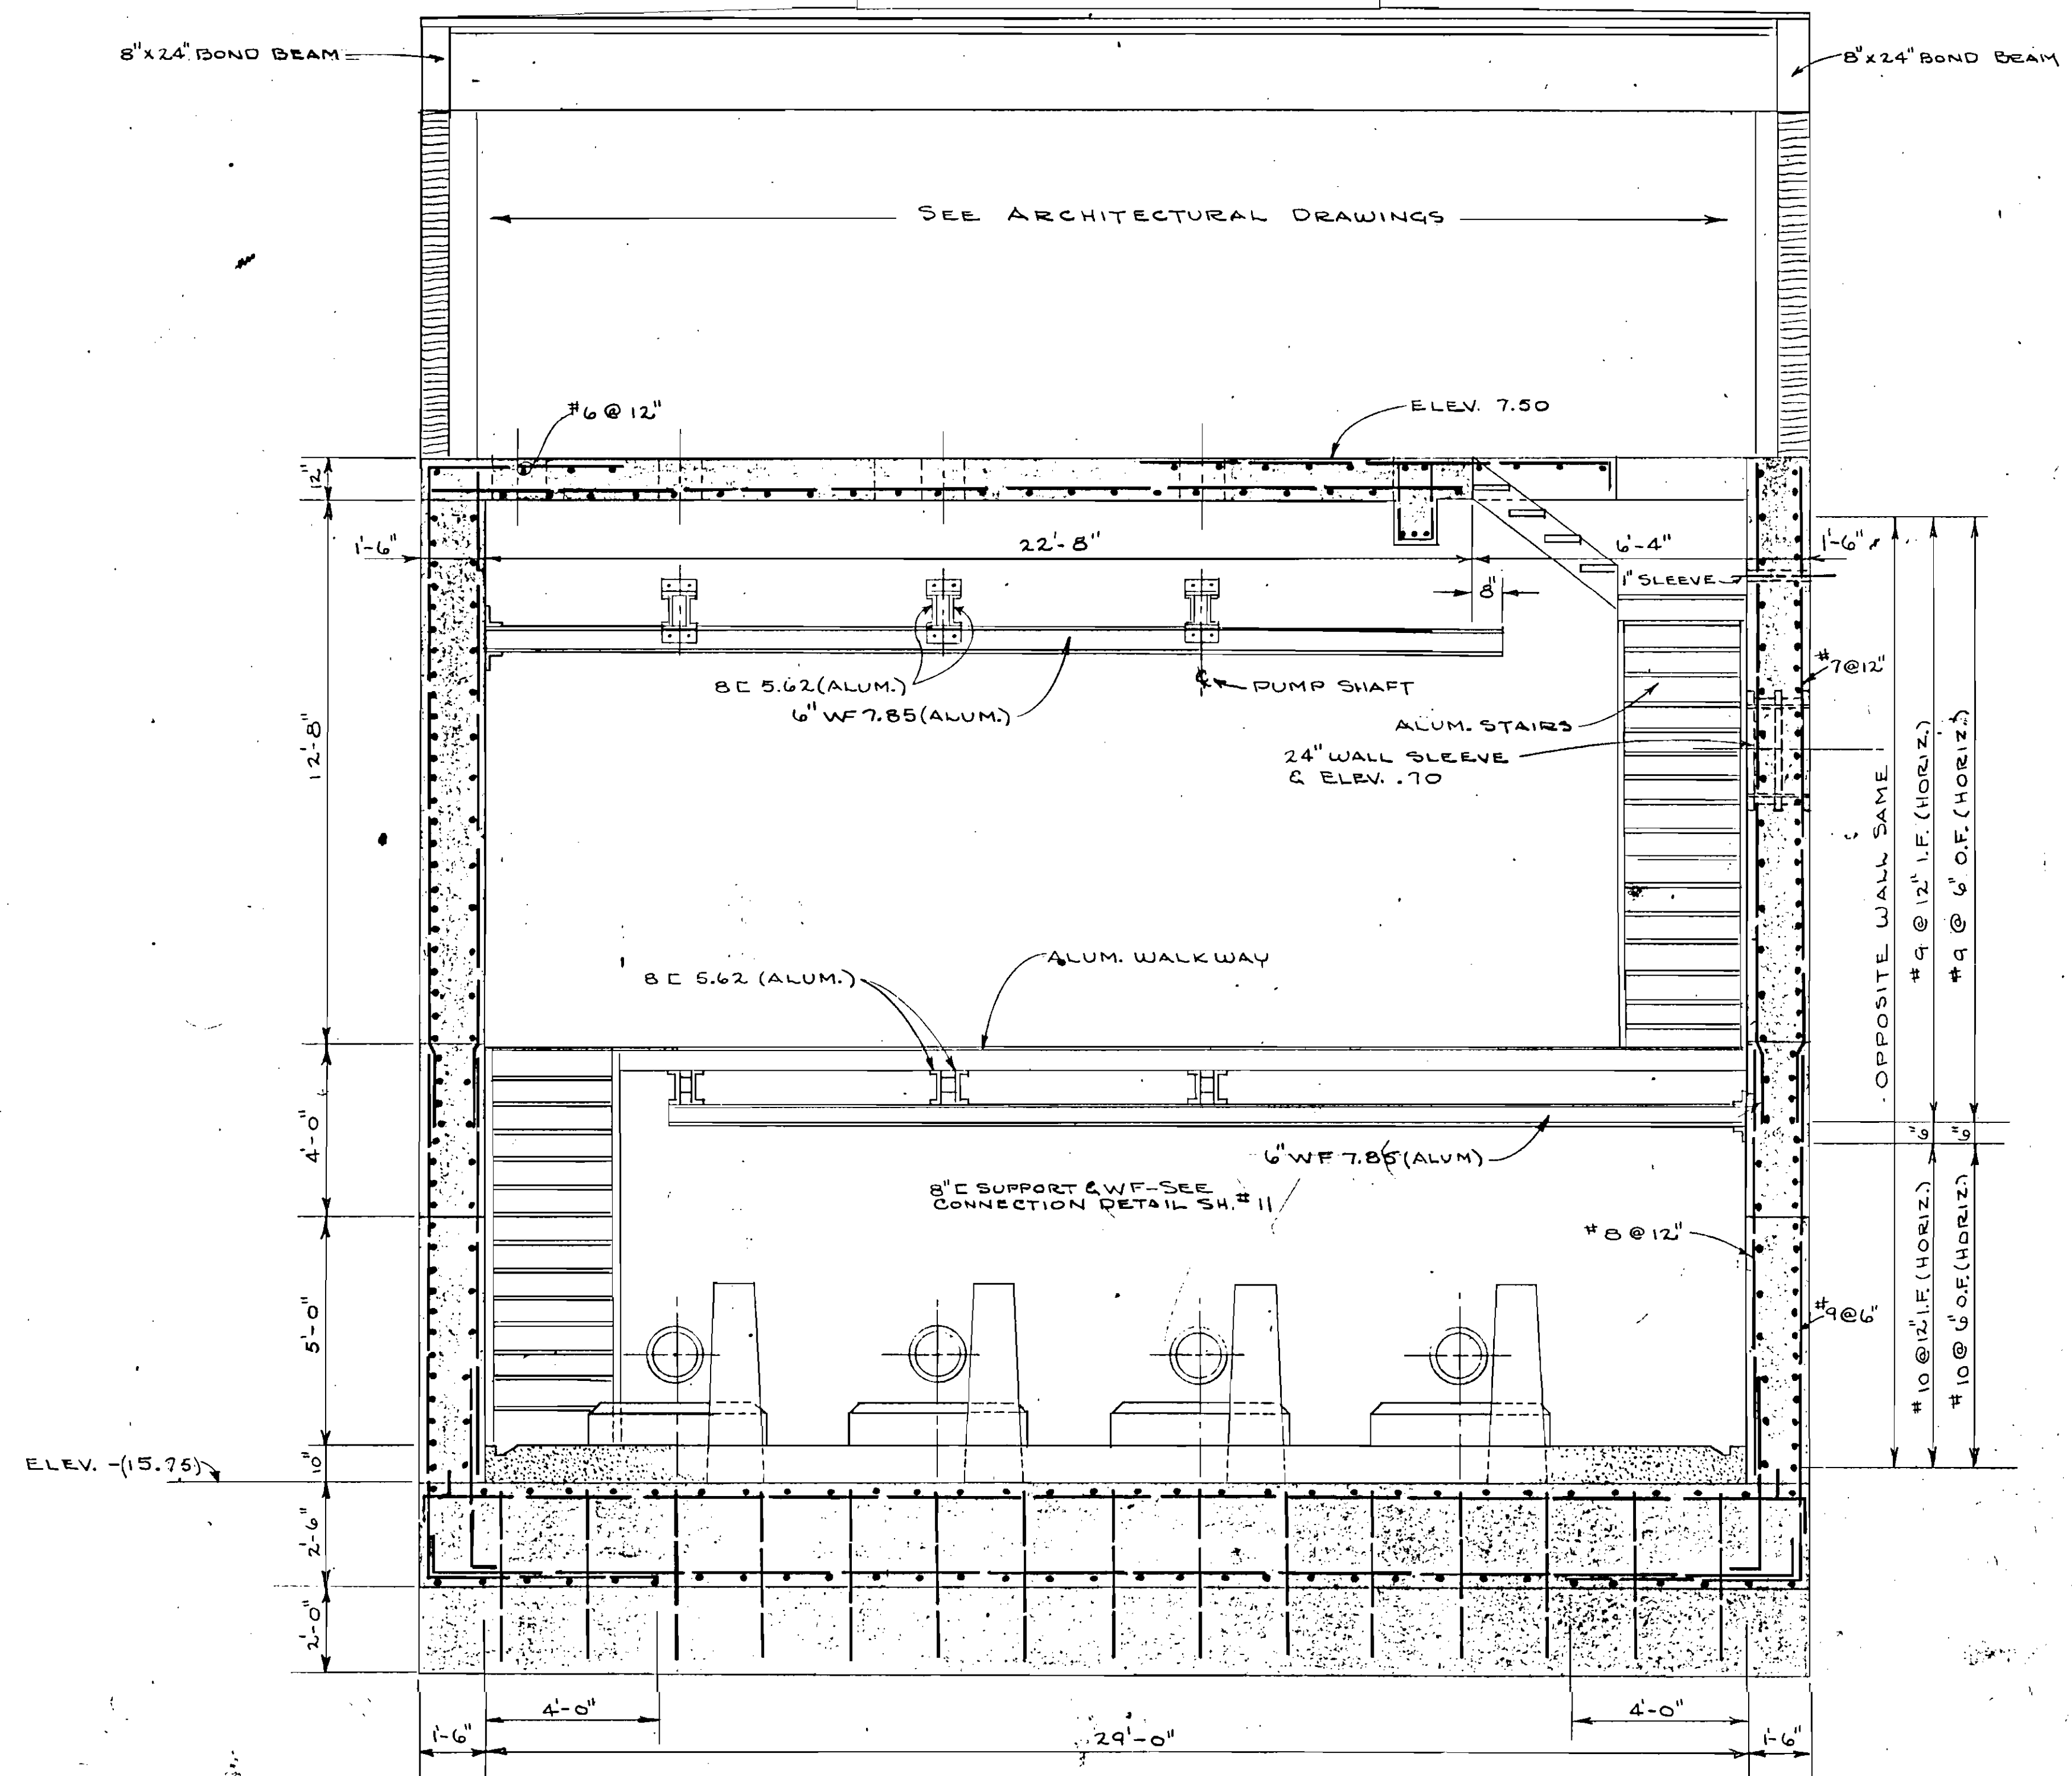 8"x24" BOND BEAM
8"x24" BOND BEAM
SEE ARCHITECTURAL DRAWINGS
#6 @ 12"
ELEV. 7.50
12"
1'-6"
22'-8"
6'-4"
1'-6"
1" SLEEVE
8"
#7@12"
8 [ 5.62 (ALUM.)
6" WF 7.85 (ALUM.)
℄ PUMP SHAFT
ALUM. STAIRS
24" WALL SLEEVE
℄ ELEV. .70
12'-8"
OPPOSITE WALL SAME
#9 @ 12" I.F. (HORIZ.)
#9 @ 6" O.F. (HORIZ.)
ALUM. WALKWAY
8 [ 5.62 (ALUM.)
4'-0"
6"
6"
6" WF 7.85 (ALUM)
8" [ SUPPORT & WF-SEE
CONNECTION DETAIL SH. #11
#8 @ 12"
5'-0"
#9@6"
#10 @ 12" I.F. (HORIZ.)
#10 @ 6" O.F. (HORIZ.)
10"
ELEV. -(15.75)
2'-6"
2'-0"
4'-0"
4'-0"
1'-6"
29'-0"
1'-6"